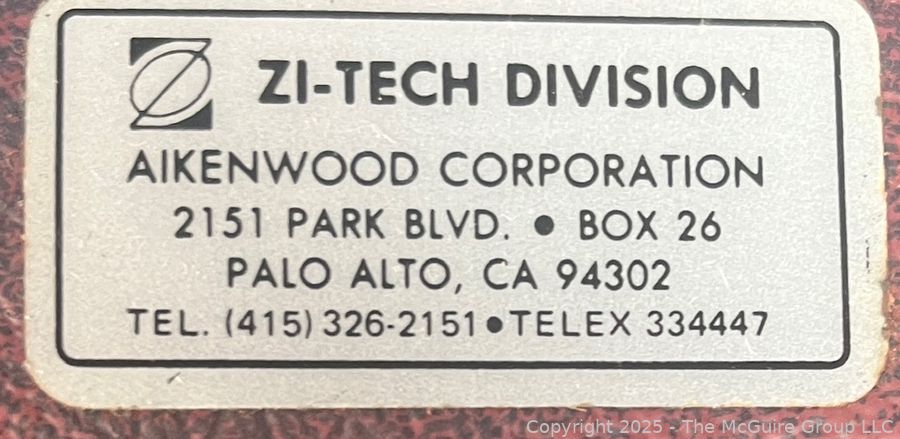 ZI-TECH DIVISION
AIKENWOOD CORPORATION
2151 PARK BLVD. • BOX 26
PALO ALTO, CA 94302
TEL. (415) 326-2151 • TELEX 334447
Copyright 2025 - The McGuire Group LLC